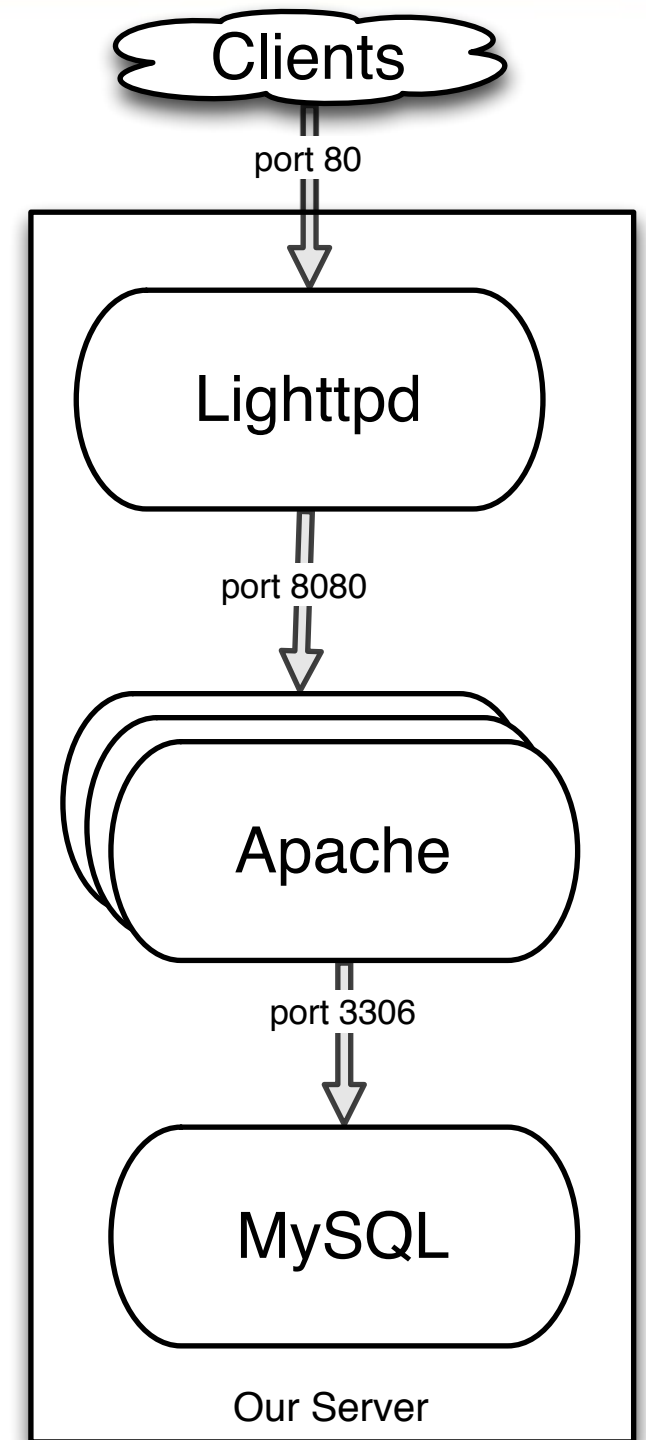 Clients
port 80
Lighttpd
port 8080
Apache
port 3306
MySQL
Our Server